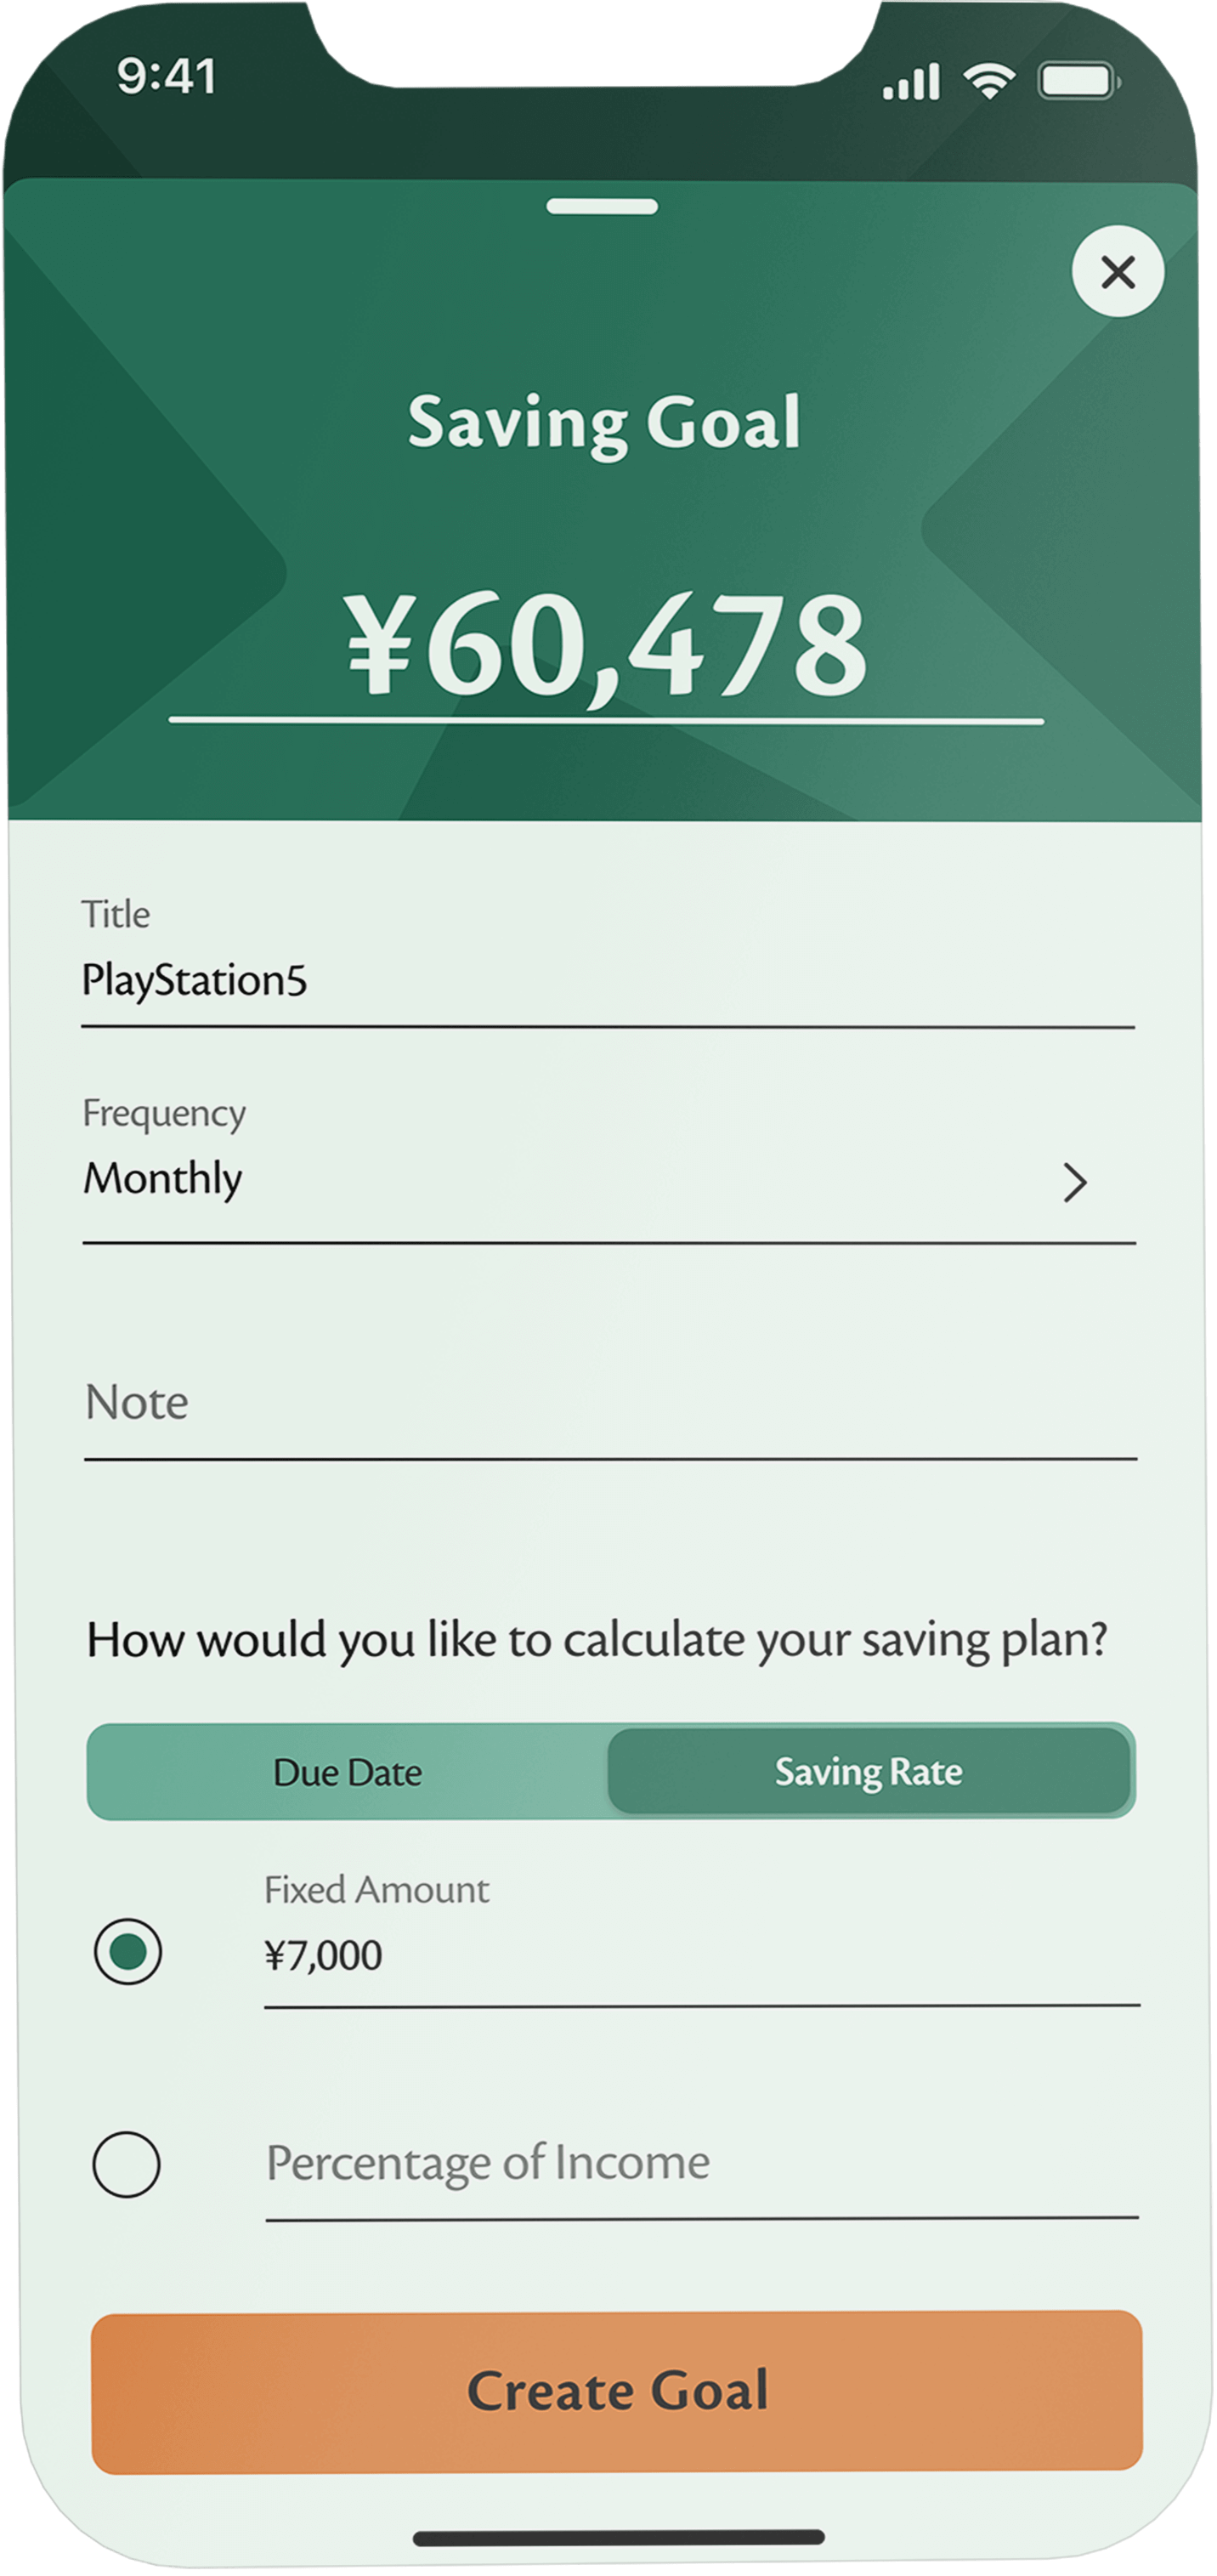 9:41
Saving Goal
¥60,478
Title
PlayStation5
Frequency
Monthly
Note
How would you like to calculate your saving plan?
Due Date
Saving Rate
Fixed Amount
¥7,000
Percentage of Income
Create Goal